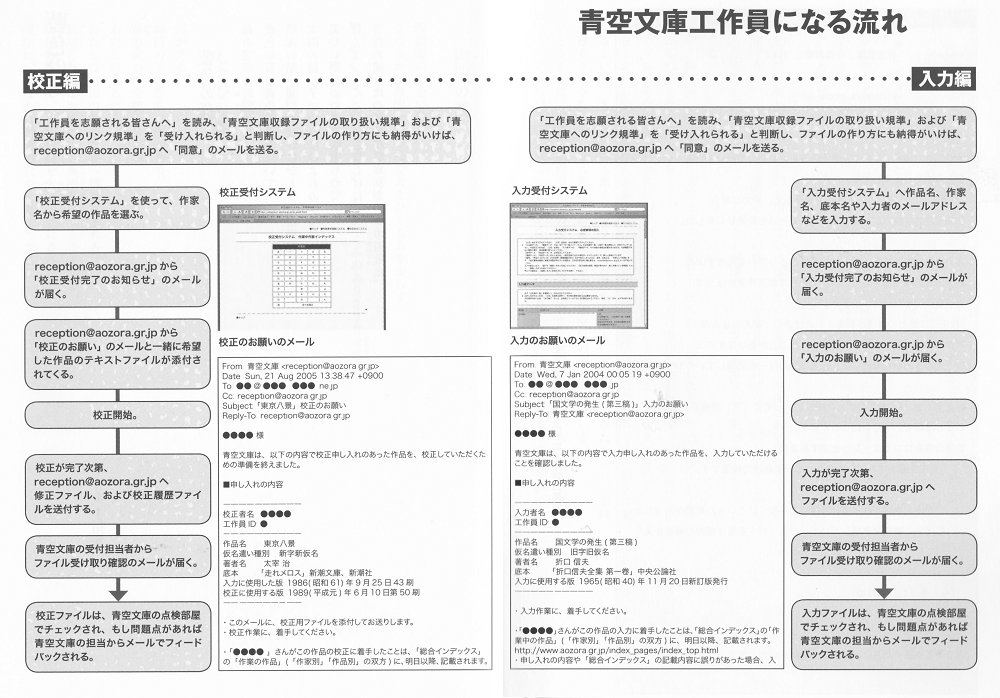 青空文庫工作員になる流れ
校正編
「工作員を志願される皆さんへ」を読み、「青空文庫収録ファイルの取り扱い規準」および「青
空文庫へのリンク規準」を「受け入れられる」と判断し、ファイルの作り方にも納得がいけば、
reception@aozora.gr.jp へ「同意」のメールを送る。
「校正受付システム」を使って、作家
名から希望の作品を選ぶ。
reception@aozora.gr.jp から
「校正受付完了のお知らせ」のメール
が届く。
reception@aozora.gr.jp から
「校正のお願い」のメールと一緒に希望
した作品のテキストファイルが添付さ
れてくる。
校正開始。
校正が完了次第、
reception@aozora.gr.jp へ
修正ファイル、および校正履歴ファイ
ルを送付する。
青空文庫の受付担当者から
ファイル受け取り確認のメールが届く。
校正ファイルは、青空文庫の点検部屋
でチェックされ、もし問題点があれば
青空文庫の担当からメールでフィード
バックされる。
校正受付システム
校正受付システム 作業中作家インデックス
校正のお願いのメール
From 青空文庫 <reception@aozora.gr.jp>
Date Sun, 21 Aug 2005 13 38.47 +0900
To ●● @ ●●● ●●● ne.jp
Cc reception@aozora.gr.jp
Subject「東京八景」校正のお願い
Reply-To reception@aozora.gr.jp
●●●● 様
青空文庫は、以下の内容で校正申し入れのあった作品を、校正していただくた
めの準備を終えました。
■申し入れの内容
校正者名 ●●●●
工作員 ID ●
作品名 東京八景
仮名遣い種別 新字新仮名
著者名 太宰 治
底本 「走れメロス」新潮文庫、新潮社
入力に使用した版 1986( 昭和 61) 年 9 月 25 日 43 刷
校正に使用する版 1989( 平成元 ) 年 6 月 10 日第 50 刷
・このメールに、校正用ファイルを添付してお送りします。
・校正作業に、着手してください。
・「●●●● 」さんがこの作品の校正に着手したことは、「総合インデックス」
の「作業の作品」(「作家別」「作品別」の双方 ) に、明日以降、記載されます。
入力編
「工作員を志願される皆さんへ」を読み、「青空文庫収録ファイルの取り扱い規準」および「青
空文庫へのリンク規準」を「受け入れられる」と判断し、ファイルの作り方にも納得がいけば、
reception@aozora.gr.jp へ「同意」のメールを送る。
入力受付システム
入力のお願いのメール
From 青空文庫 <reception@aozora.gr.jp>
Date Wed, 7 Jan 2004 00 05 19 +0900
To. ●● @ ●●● ●●● .jp
Cc reception@aozora.gr.jp
Subject「国文学の発生 ( 第三稿 )」入力のお願い
Reply-To 青空文庫 <reception@aozora.gr.jp>
●●●● 様
青空文庫は、以下の内容で入力申し入れのあった作品を、入力していただける
ことを確認しました。
■申し入れの内容
入力者名 ●●●●
工作員 ID ●
作品名 国文学の発生 ( 第三稿 )
仮名遣い種別 旧字旧仮名
著者名 折口 信夫
底本 「折口信夫全集 第一巻」中央公論社
入力に使用する版 1965( 昭和 40) 年 11 月 20 日新訂版発行
・入力作業に、着手してください。
・「●●●●」さんがこの作品の入力に着手したことは、「総合インデックス」の「作
業中の作品」(「作家別」「作品別」の双方 ) に、明日以降、記載されます。
http://www.aozora.gr.jp/index_pages/index_top.html
・申し入れの内容や「総合インデックス」の記載内容に誤りがあった場合、入
「入力受付システム」へ作品名、作家
名、底本名や入力者のメールアドレス
などを入力する。
reception@aozora.gr.jp から
「入力受付完了のお知らせ」のメールが
届く。
reception@aozora.gr.jp から
「入力のお願い」のメールが届く。
入力開始。
入力が完了次第、
reception@aozora.gr.jp へ
ファイルを送付する。
青空文庫の受付担当者から
ファイル受け取り確認のメールが届く。
入力ファイルは、青空文庫の点検部屋
でチェックされ、もし問題点があれば
青空文庫の担当からメールでフィード
バックされる。